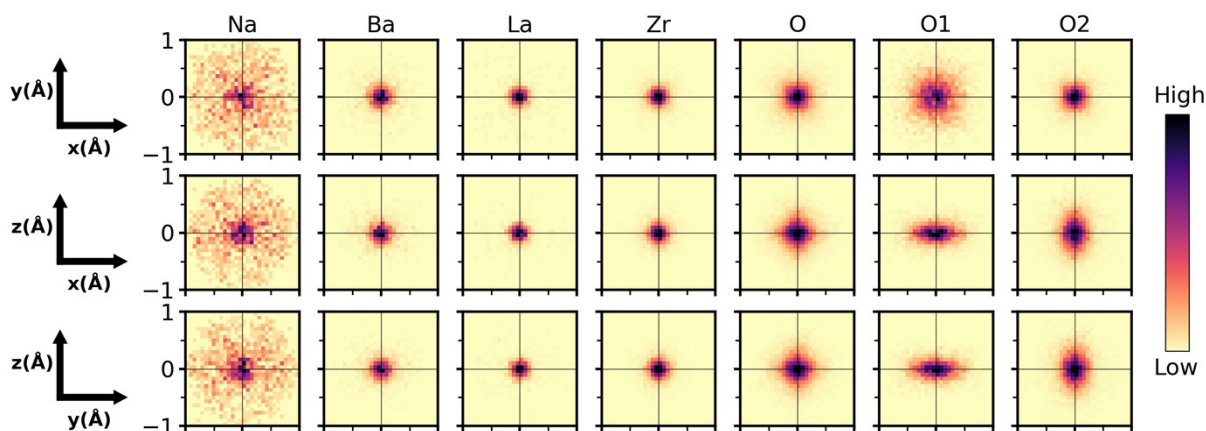 Na Ba La Zr O O1 O2
1
y(Å) 0
x(Å)
−1
1
z(Å) 0
x(Å)
−1
1
z(Å) 0
y(Å)
−1
High
Low